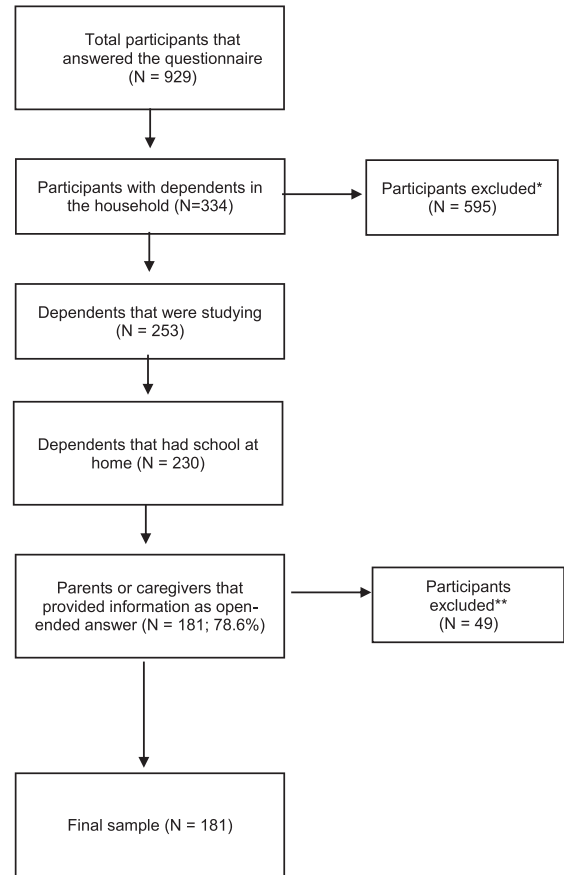 Total participants that
answered the questionnaire
(N = 929)
Participants with dependents in
the household (N=334)
Participants excluded*
(N = 595)
Dependents that were studying
(N = 253)
Dependents that had school at
home (N = 230)
Parents or caregivers that
provided information as open-
ended answer (N = 181; 78.6%)
Participants
excluded**
(N = 49)
Final sample (N = 181)